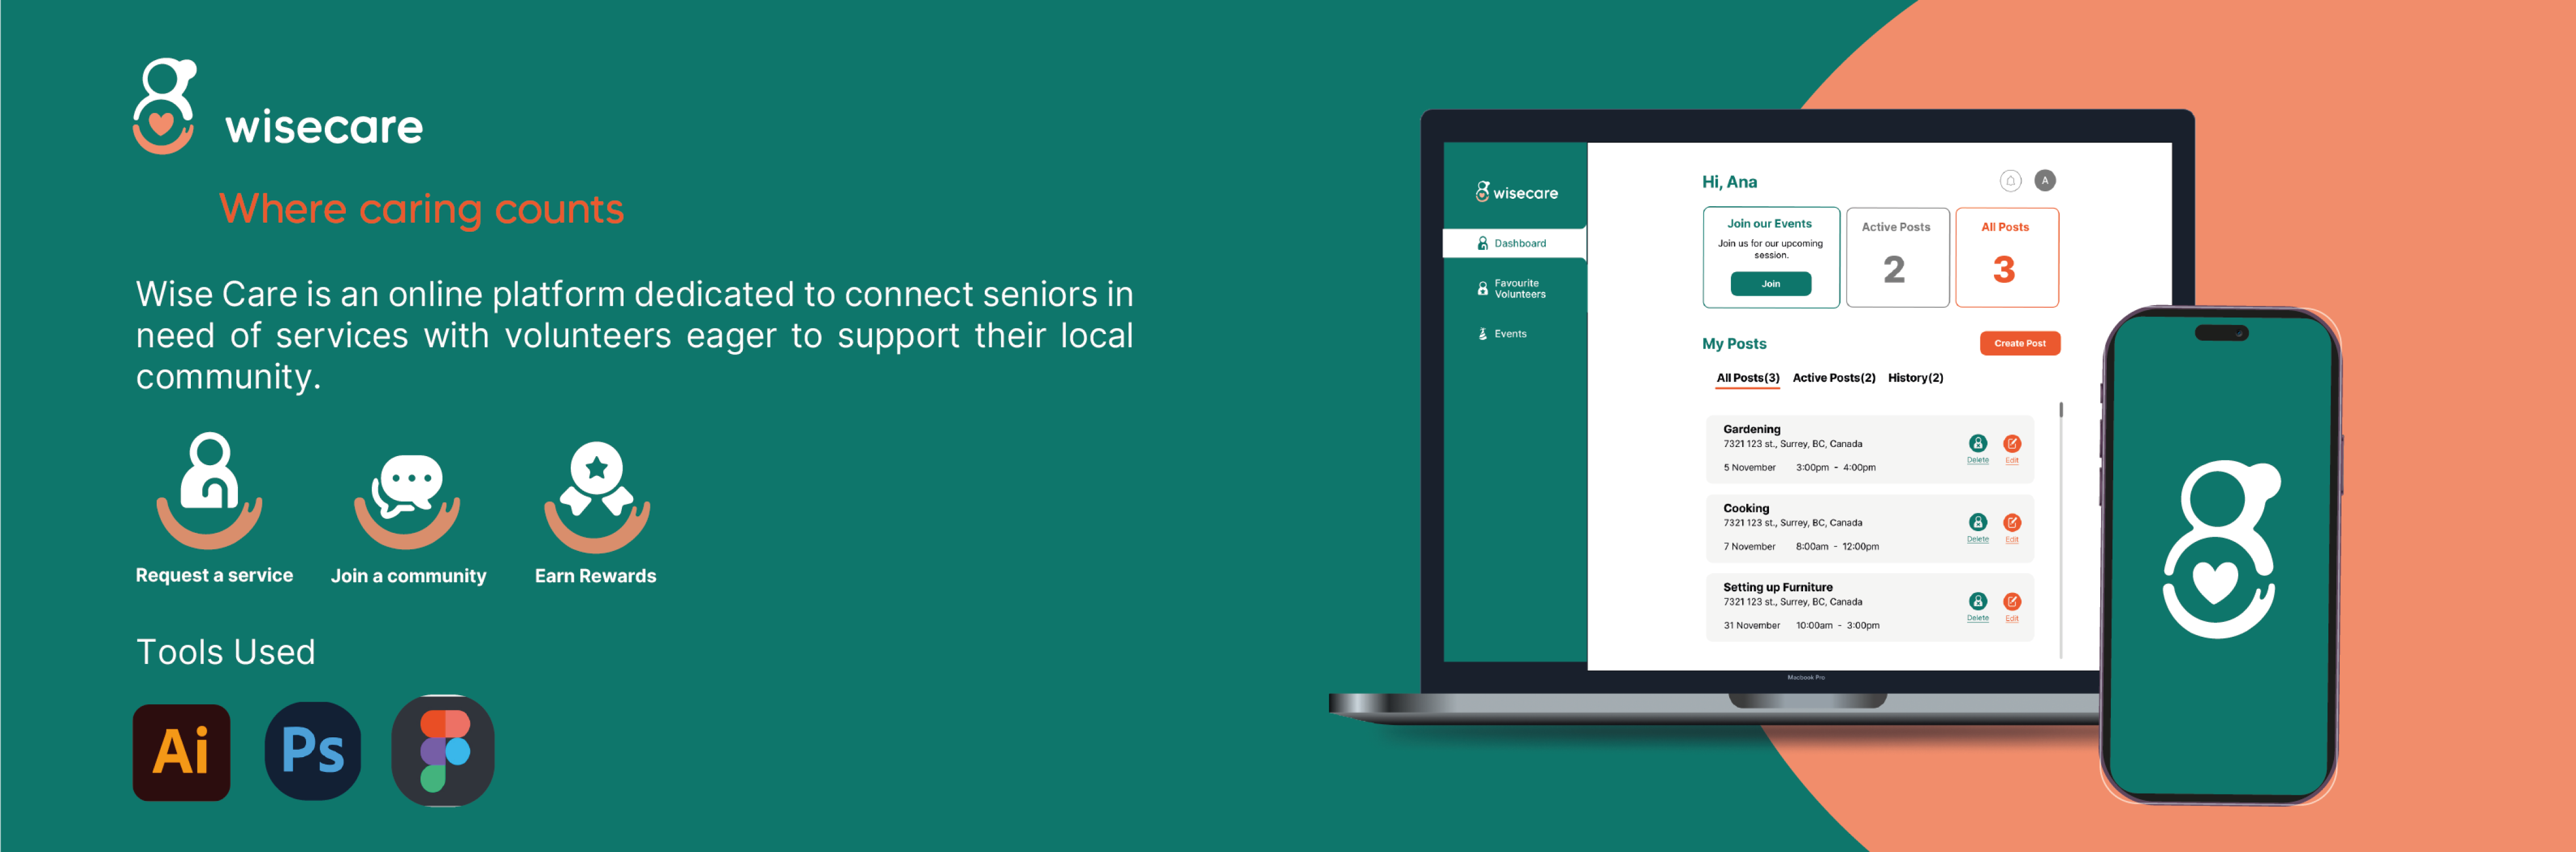 wisecare
Where caring counts
Wise Care is an online platform dedicated to connect seniors in
need of services with volunteers eager to support their local
community.
Request a service
Join a community
Earn Rewards
Tools Used
Ai
Ps
wisecare
Dashboard
Favourite
Volunteers
Events
Hi, Ana
A
Join our Events
Join us for our upcoming
session.
Join
Active Posts
2
All Posts
3
My Posts
Create Post
All Posts(3)
Active Posts(2)
History(2)
Gardening
7321 123 st., Surrey, BC, Canada
5 November 3:00pm - 4:00pm
Delete
Edit
Cooking
7321 123 st., Surrey, BC, Canada
7 November 8:00am - 12:00pm
Delete
Edit
Setting up Furniture
7321 123 st., Surrey, BC, Canada
31 November 10:00am - 3:00pm
Delete
Edit
Macbook Pro